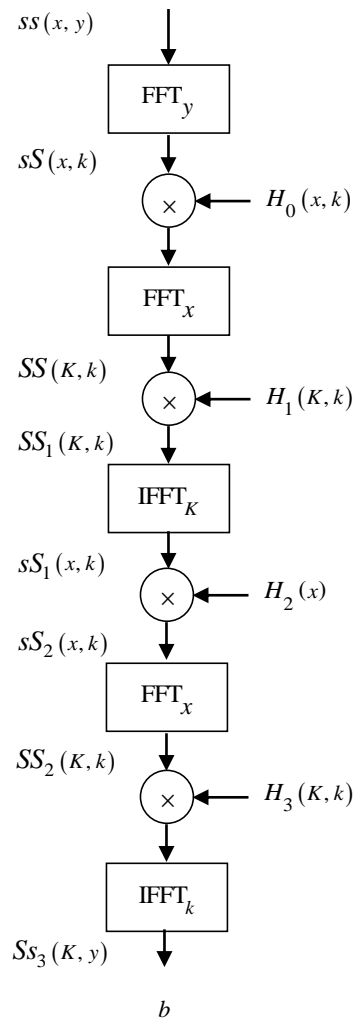 ss(x, y)
FFT_y
sS(x, k)
× H_0(x, k)
FFT_x
SS(K, k)
× H_1(K, k)
SS_1(K, k)
IFFT_K
sS_1(x, k)
× H_2(x)
sS_2(x, k)
FFT_x
SS_2(K, k)
× H_3(K, k)
IFFT_k
Ss_3(K, y)
b